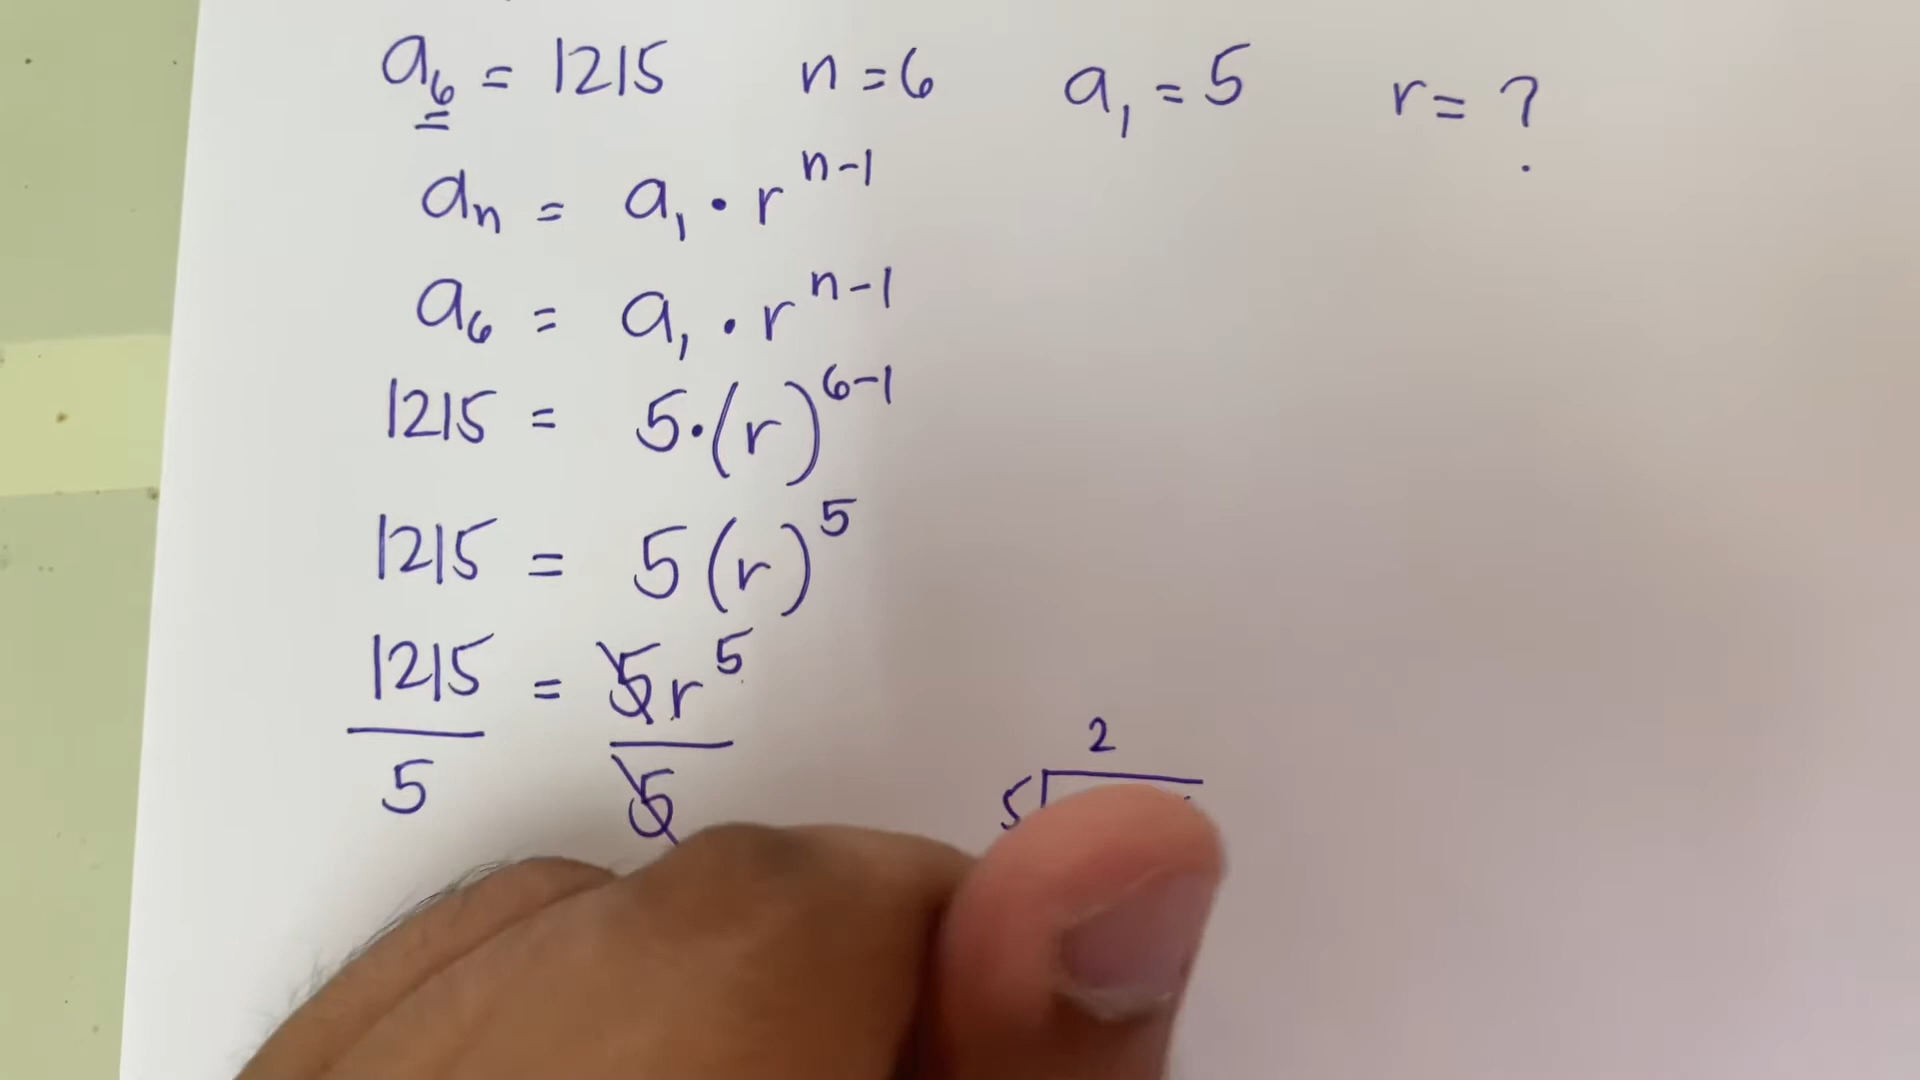 a₆ = 1215 n = 6 a₁ = 5 r = ?
aₙ = a₁ · r^(n-1)
a₆ = a₁ · r^(n-1)
1215 = 5·(r)^(6-1)
1215 = 5(r)^5
1215 = 5r^5
5 5
2
5